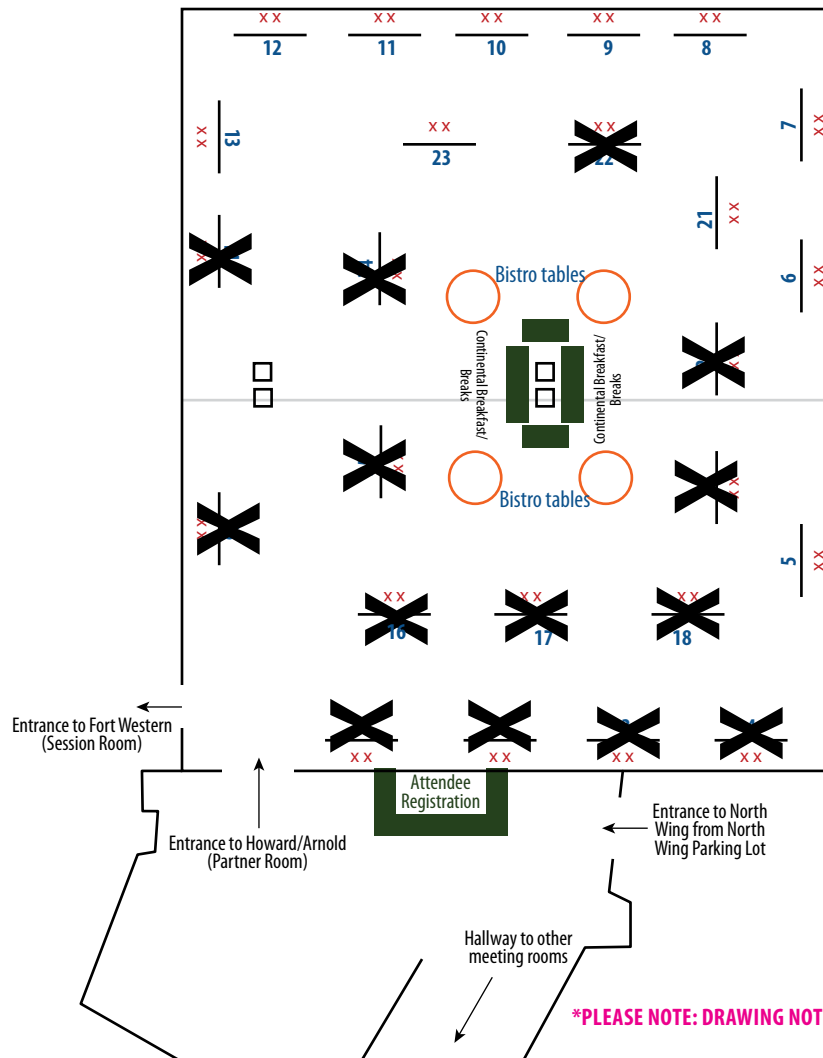 x x
x x
x x
x x
x x
12
11
10
9
8
x x
13
x x
23
x x
22
7
x x
21
x x
6
x x
Bistro tables
Continental Breakfast/
Breaks
Continental Breakfast/
Breaks
Bistro tables
x x
x x
5
x x
x x
x x
x x
16
17
18
x x
x x
x x
x x
Entrance to Fort Western
(Session Room)
Attendee
Registration
Entrance to Howard/Arnold
(Partner Room)
Entrance to North
Wing from North
Wing Parking Lot
Hallway to other
meeting rooms
*PLEASE NOTE: DRAWING NOT